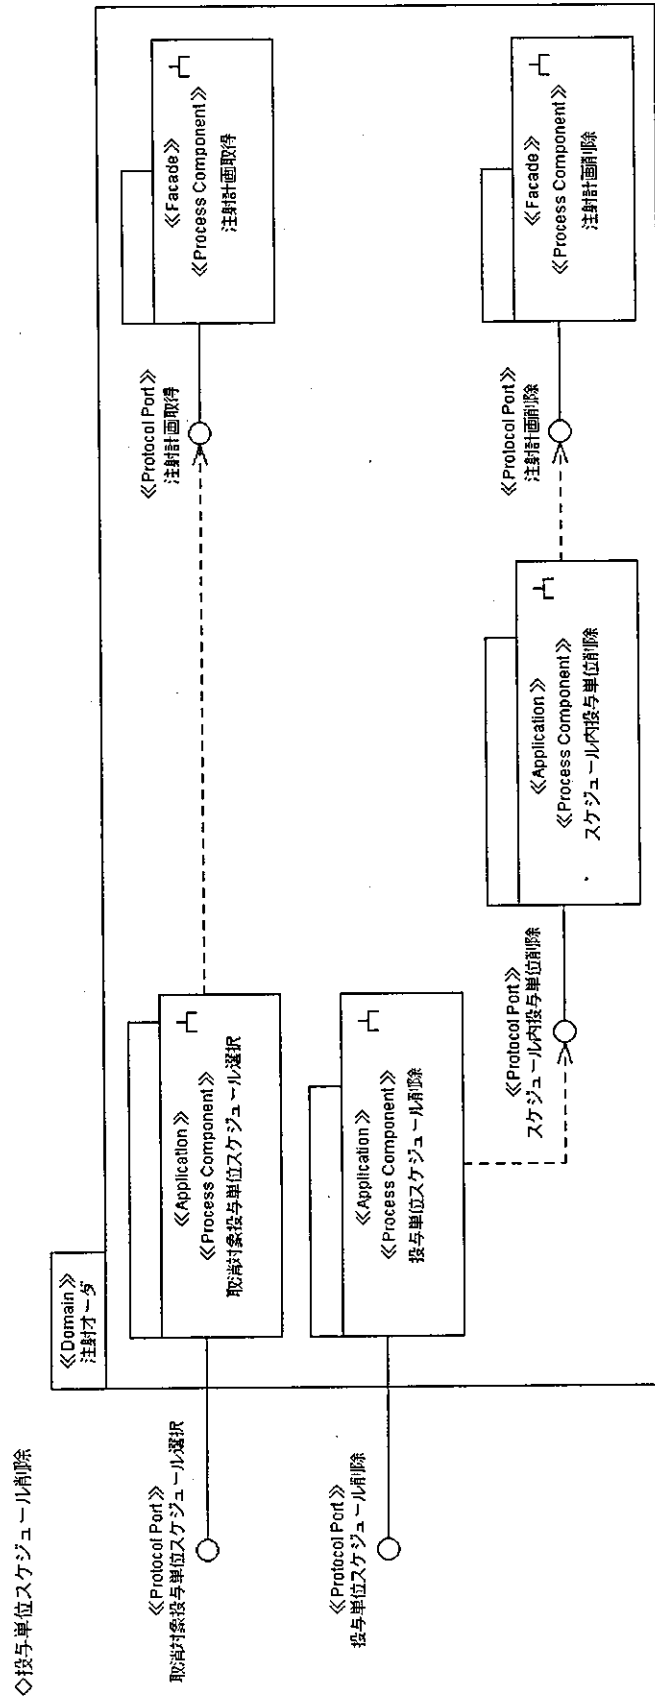 ◇投与単位スケジュール削除
≪Domain≫
注射オーダ
≪Protocol Port≫
取消対象投与単位スケジュール選択
≪Application≫
≪Process Component≫
取消対象投与単位スケジュール選択
≪Protocol Port≫
注射計画取得
≪Facade≫
≪Process Component≫
注射計画取得
≪Protocol Port≫
投与単位スケジュール削除
≪Application≫
≪Process Component≫
投与単位スケジュール削除
≪Protocol Port≫
スケジュール内投与単位削除
≪Application≫
≪Process Component≫
スケジュール内投与単位削除
≪Protocol Port≫
注射計画削除
≪Facade≫
≪Process Component≫
注射計画削除